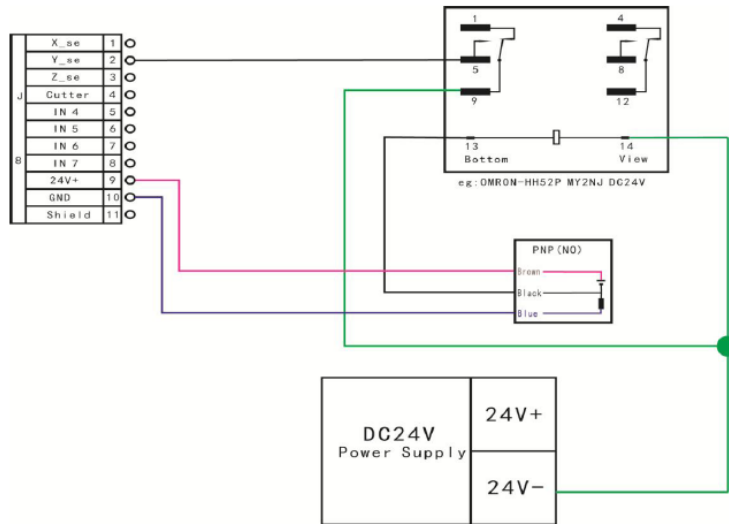 J
8
X_se 1
Y_se 2
Z_se 3
Cutter 4
IN 4 5
IN 5 6
IN 6 7
IN 7 8
24V+ 9
GND 10
Shield 11
1 4
5 8
9 12
13 14
Bottom View
eg:OMRON-HH52P MY2NJ DC24V
PNP(NO)
Brown
Black
Blue
DC24V
Power Supply
24V+
24V-